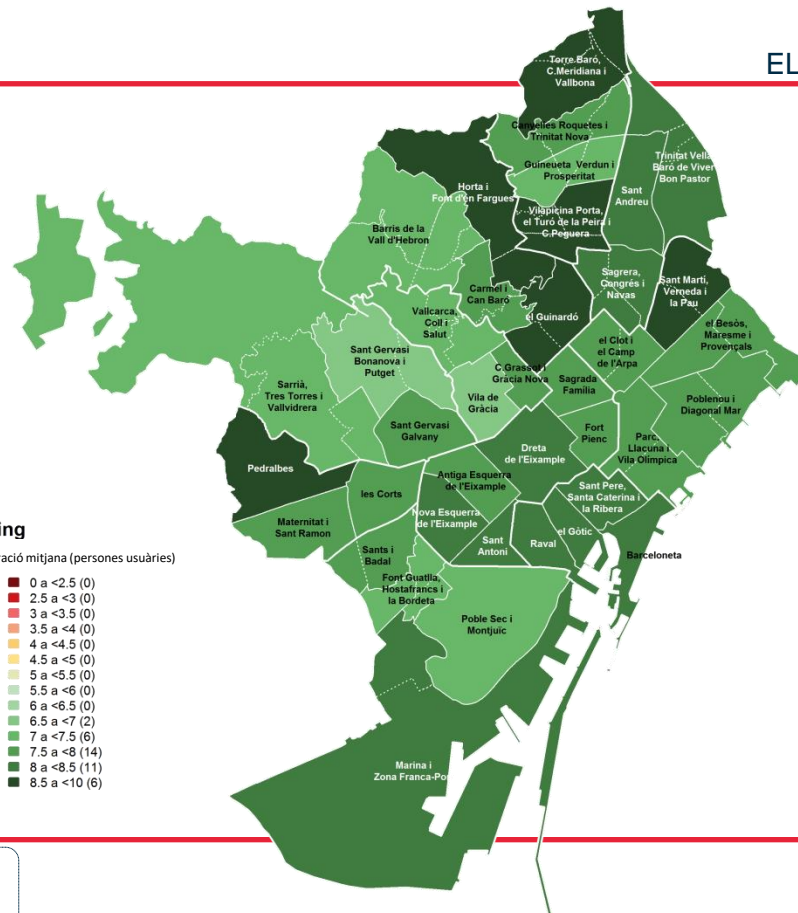 EL
Torre Baró,
C.Meridiana i
Vallbona
Canyelles Roquetes i
Trinitat Nova
Guineueta Verdun i
Prosperitat
Trinitat Vella
Baró de Viver
Bon Pastor
Sant
Andreu
Horta i
Font d'en Fargues
Vilapicina Porta,
el Turó de la Peira i
C.Peguera
Barris de la
Vall d'Hebron
Carmel i
Can Baró
Sagrera,
Congrés i
Navas
Sant Martí,
Verneda i
la Pau
Vallcarca,
Coll i
Salut
el Guinardó
el Besòs,
Maresme i
Provençals
Sant Gervasi
Bonanova i
Putget
el Clot i
el Camp
de l'Arpa
C.Grassot i
Gràcia Nova
Sagrada
Família
Sarrià,
Tres Torres i
Vallvidrera
Vila de
Gràcia
Poblenou i
Diagonal Mar
Sant Gervasi
Galvany
Fort
Pienc
Parc,
Llacuna i
Vila Olímpica
Dreta
de l'Eixample
Pedralbes
Antiga Esquerra
de l'Eixample
Sant Pere,
Santa Caterina i
la Ribera
les Corts
Nova Esquerra
de l'Eixample
Maternitat i
Sant Ramon
Sant
Antoni
Raval
el Gòtic
Barceloneta
Sants i
Badal
Font Guatlla,
Hostafrancs i
la Bordeta
Poble Sec i
Montjuïc
Marina i
Zona Franca-Po
ing
ració mitjana (persones usuàries)
0 a <2.5 (0)
2.5 a <3 (0)
3 a <3.5 (0)
3.5 a <4 (0)
4 a <4.5 (0)
4.5 a <5 (0)
5 a <5.5 (0)
5.5 a <6 (0)
6 a <6.5 (0)
6.5 a <7 (2)
7 a <7.5 (6)
7.5 a <8 (14)
8 a <8.5 (11)
8.5 a <10 (6)